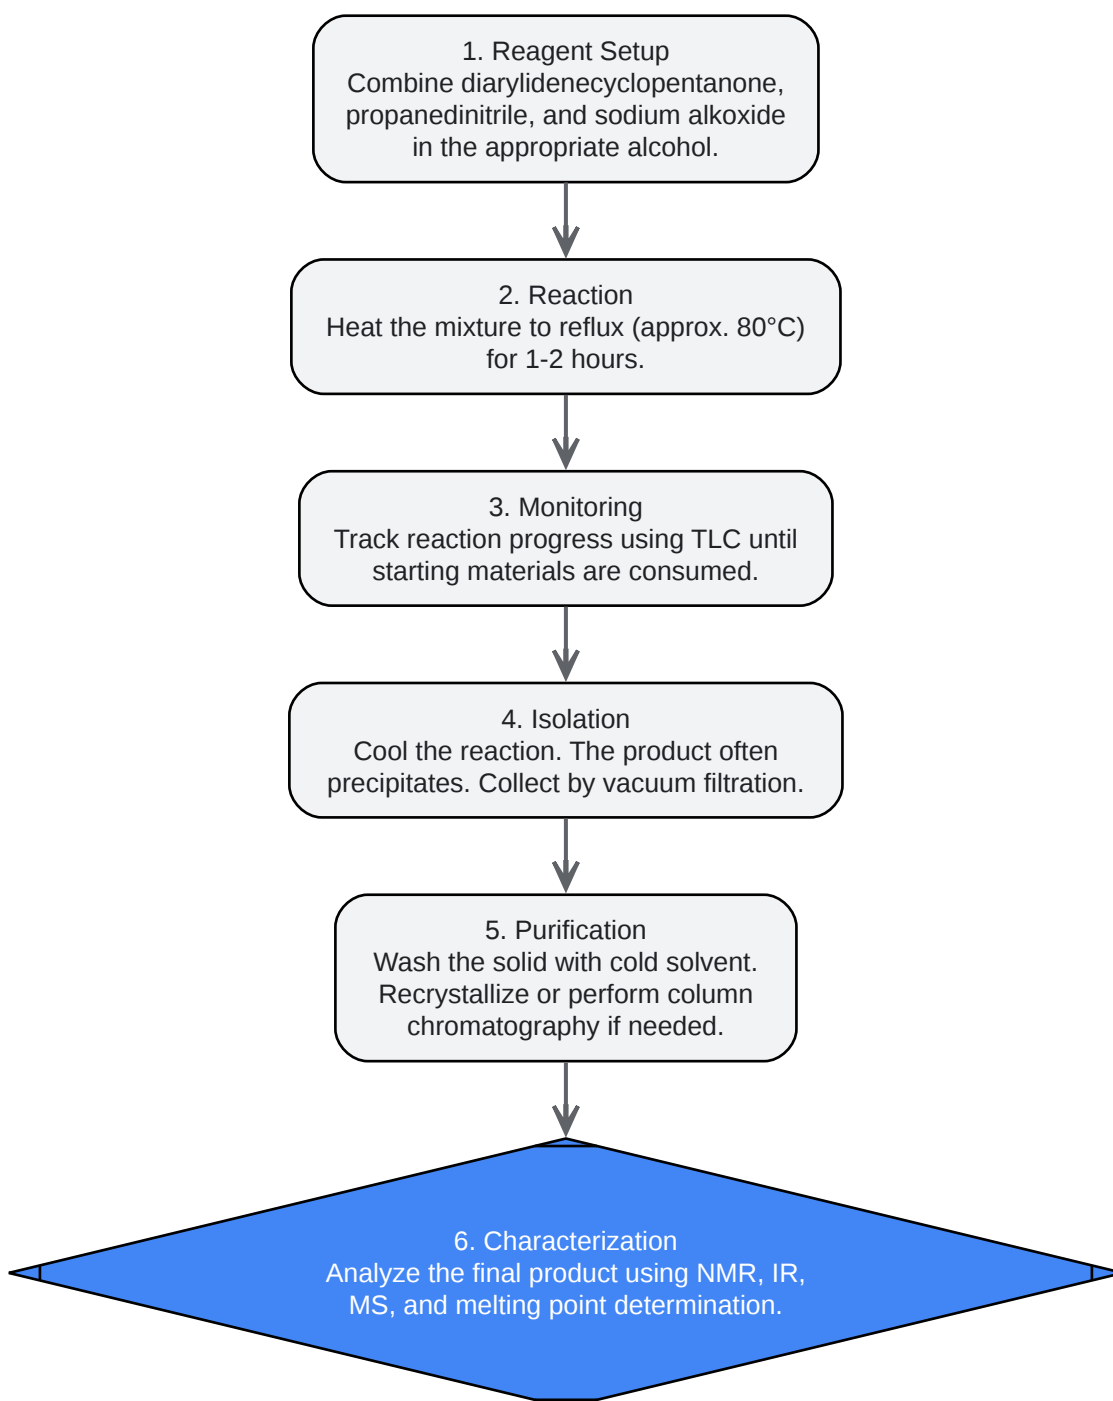 1. Reagent Setup
Combine diarylidenecyclopentanone,
propanedinitrile, and sodium alkoxide
in the appropriate alcohol.
2. Reaction
Heat the mixture to reflux (approx. 80°C)
for 1-2 hours.
3. Monitoring
Track reaction progress using TLC until
starting materials are consumed.
4. Isolation
Cool the reaction. The product often
precipitates. Collect by vacuum filtration.
5. Purification
Wash the solid with cold solvent.
Recrystallize or perform column
chromatography if needed.
6. Characterization
Analyze the final product using NMR, IR,
MS, and melting point determination.